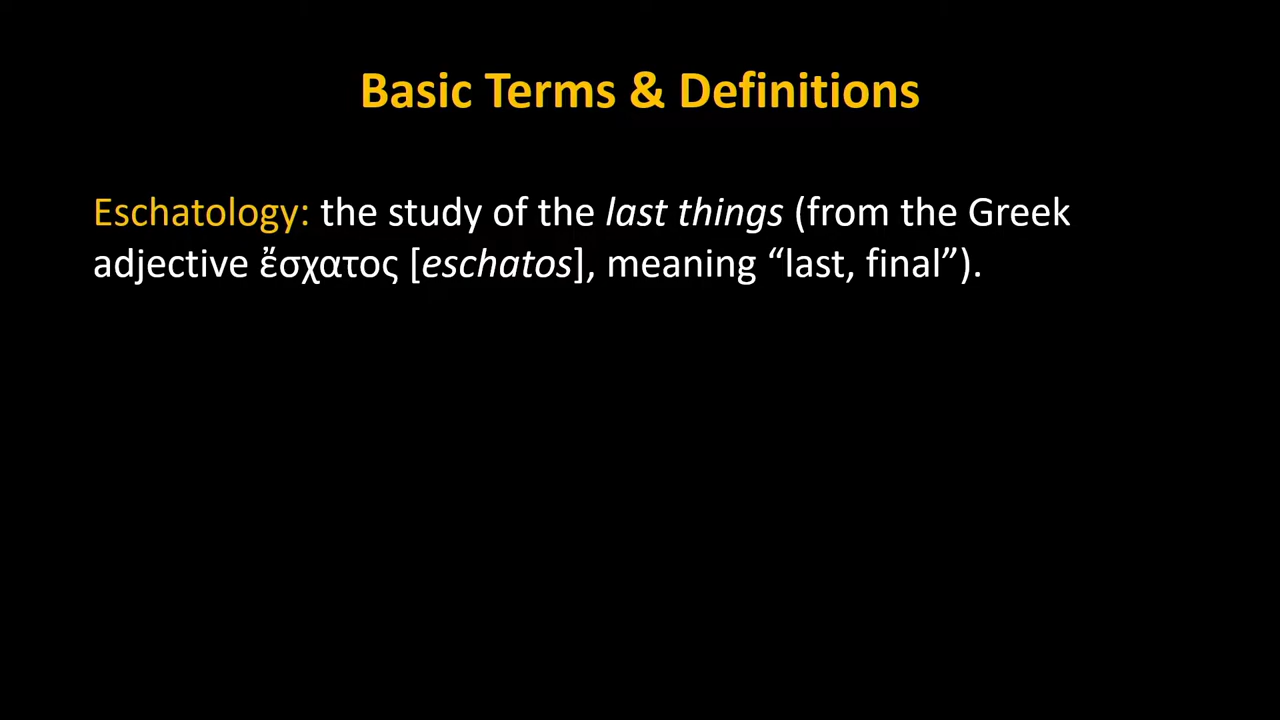 Basic Terms & Definitions
Eschatology: the study of the last things (from the Greek
adjective ἔσχατος [eschatos], meaning “last, final”).